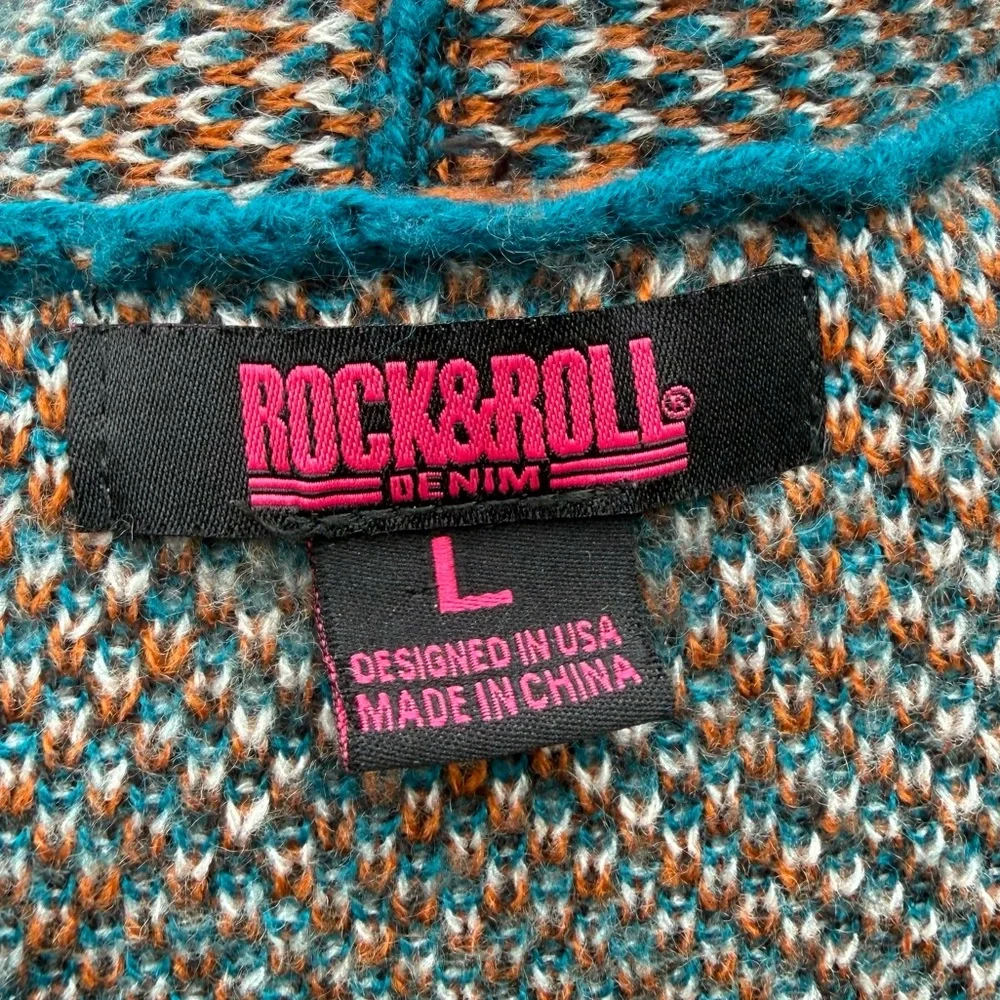 ROCK&ROLL®
DENIM
L
DESIGNED IN USA
MADE IN CHINA